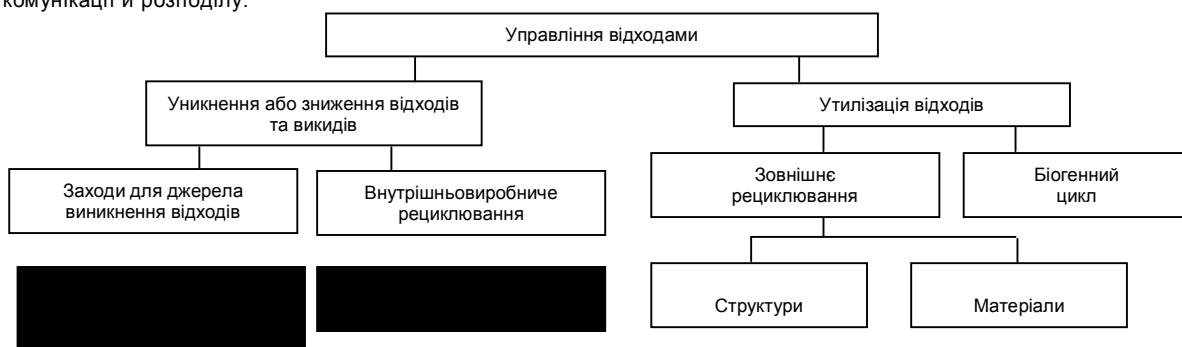 комунікації й розподілу.
Управління відходами
Уникнення або зниження відходів
та викидів
Утилізація відходів
Заходи для джерела
виникнення відходів
Внутрішньовиробниче
рециклювання
Зовнішнє
рециклювання
Біогенний
цикл
Структури
Матеріали